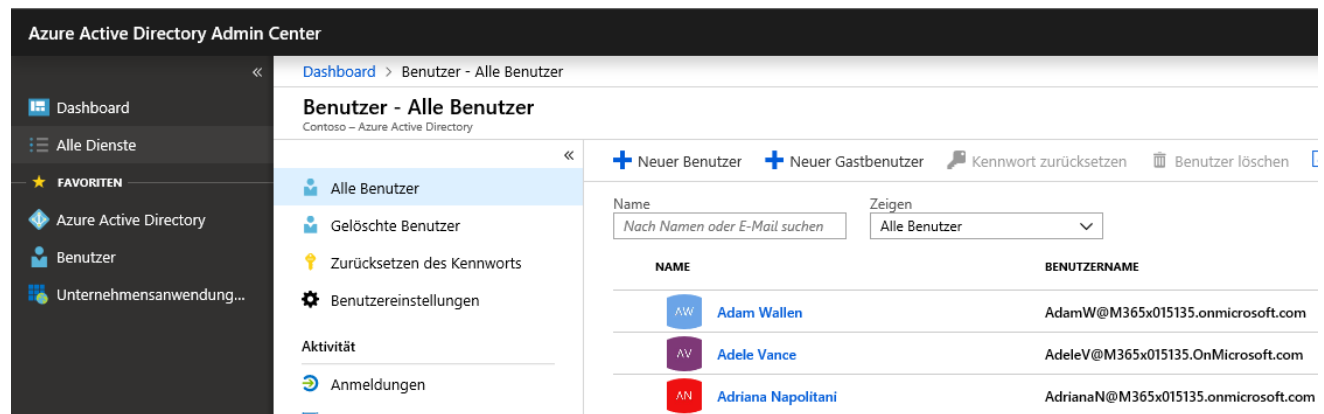 Azure Active Directory Admin Center
«
Dashboard
Alle Dienste
FAVORITEN
Azure Active Directory
Benutzer
Unternehmensanwendung...
Dashboard > Benutzer - Alle Benutzer
Benutzer - Alle Benutzer
Contoso – Azure Active Directory
«
Alle Benutzer
Gelöschte Benutzer
Zurücksetzen des Kennworts
Benutzereinstellungen
Aktivität
Anmeldungen
Neuer Benutzer Neuer Gastbenutzer Kennwort zurücksetzen Benutzer löschen
Name Zeigen
Nach Namen oder E-Mail suchen Alle Benutzer
NAME BENUTZERNAME
AW Adam Wallen AdamW@M365x015135.onmicrosoft.com
AV Adele Vance AdeleV@M365x015135.OnMicrosoft.com
AN Adriana Napolitani AdrianaN@M365x015135.onmicrosoft.com